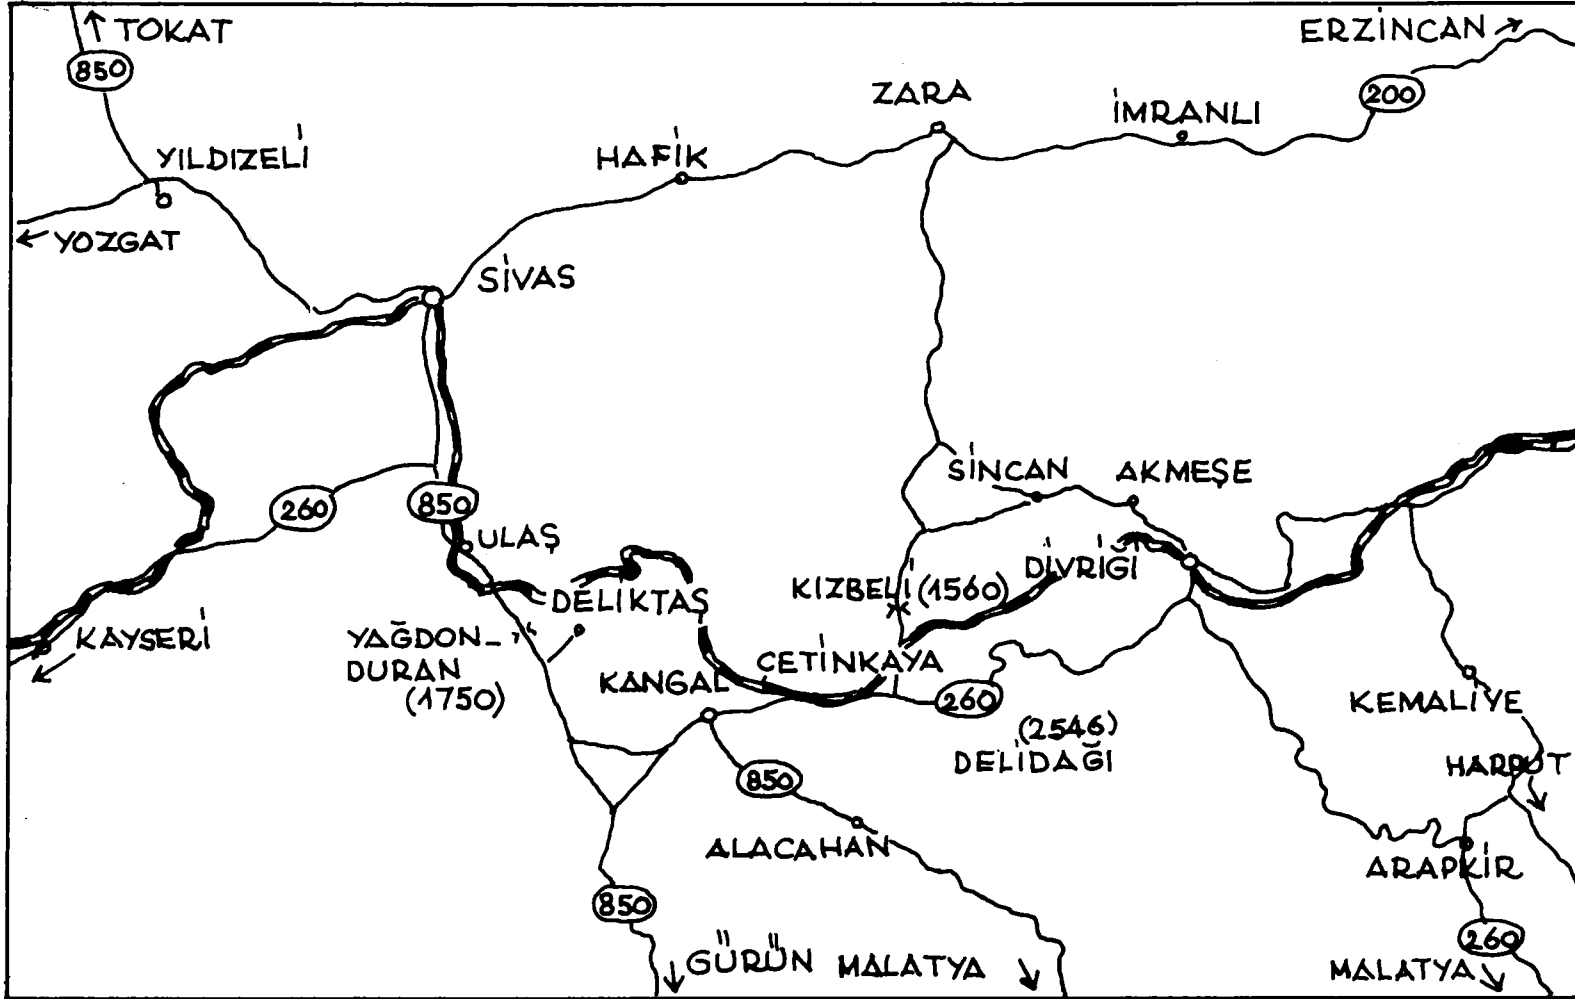 ↑ TOKAT
ERZİNCAN →
850
200
ZARA
İMRANLI
YILDIZELİ
HAFİK
← YOZGAT
SİVAS
SİNCAN
AKMEŞE
260
850
ULAŞ
DİVRİĞİ
KIZBELİ (1560)
DELİKTAŞ
KAYSERİ
YAĞDON-
DURAN
(1750)
ÇETİNKAYA
KANGAL
260
KEMALİYE
(2546)
DELİDAĞI
HARPUT
850
ALACAHAN
ARAPKİR
850
260
GÜRÜN
MALATYA
MALATYA